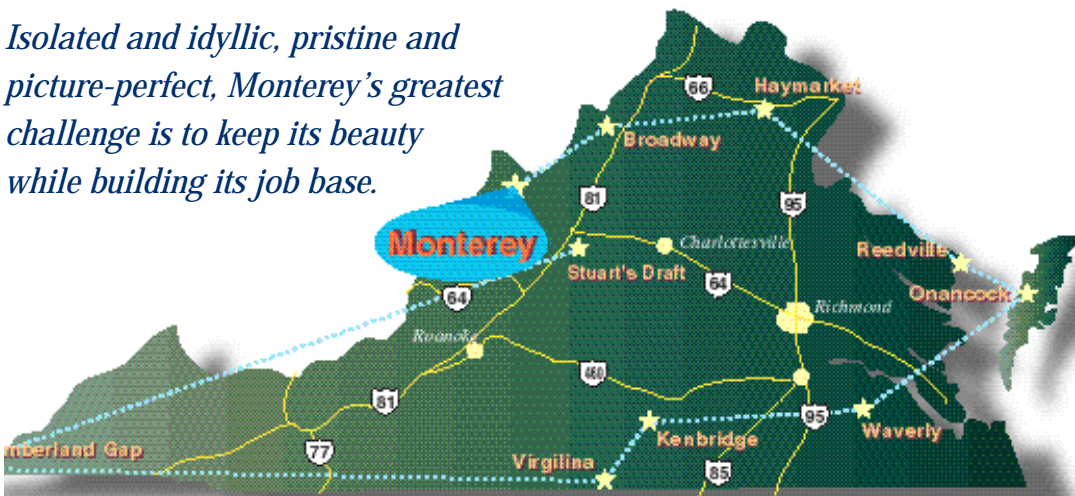 Isolated and idyllic, pristine and
picture-perfect, Monterey's greatest
challenge is to keep its beauty
while building its job base.
66
Haymarket
Broadway
81
95
Monterey
Charlottesville
Stuart's Draft
Reedville
64
64
Onancock
Richmond
Roanoke
460
81
95
Waverly
Kenbridge
mberland Gap
77
Virgilina
85